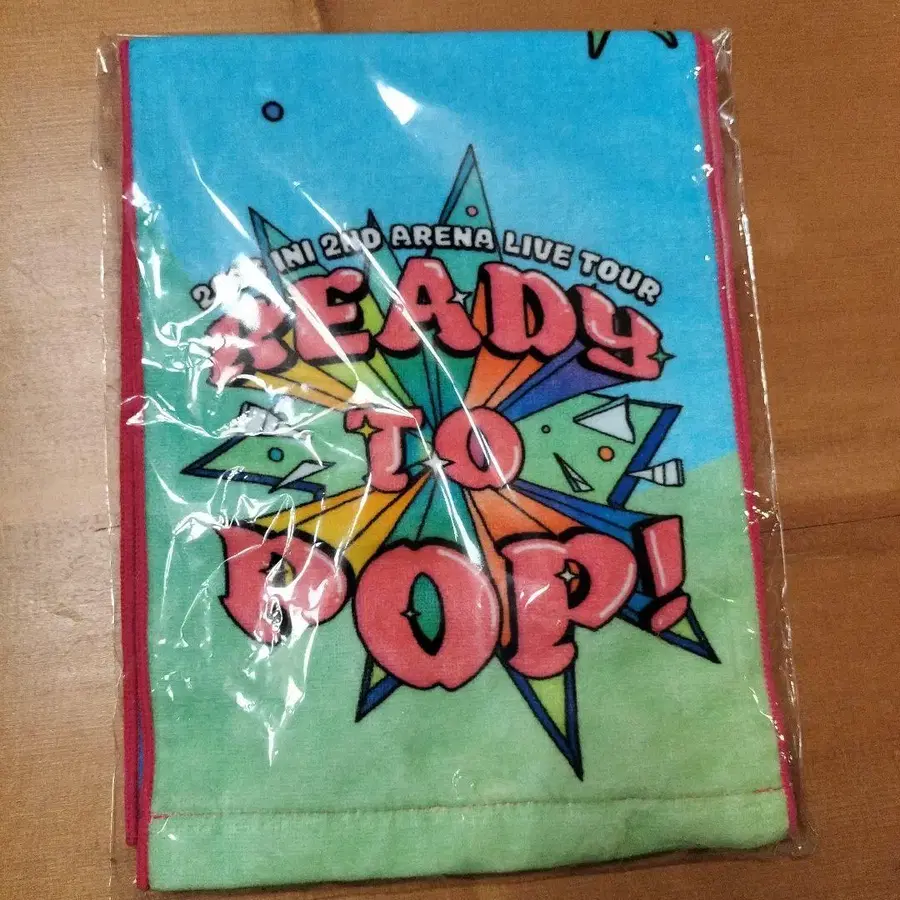 INI 2ND ARENA LIVE TOUR
READY
TO
POP!